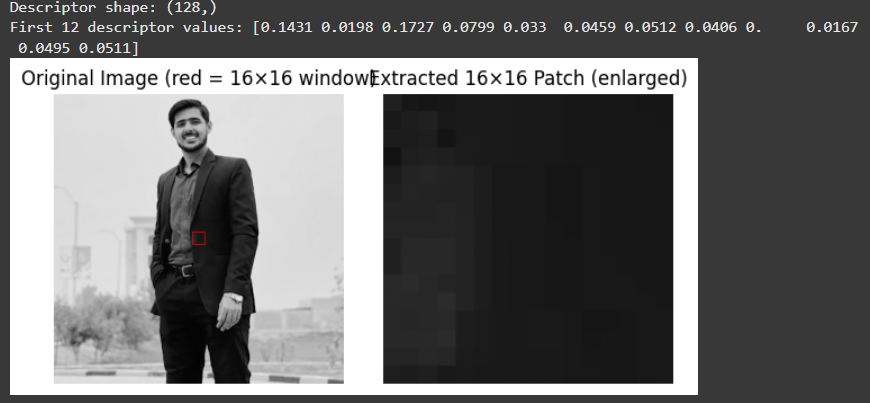 Descriptor shape: (128,)
First 12 descriptor values: [0.1431 0.0198 0.1727 0.0799 0.033  0.0459 0.0512 0.0406 0.     0.0167
 0.0495 0.0511]
Original Image (red = 16×16 window)
Extracted 16×16 Patch (enlarged)